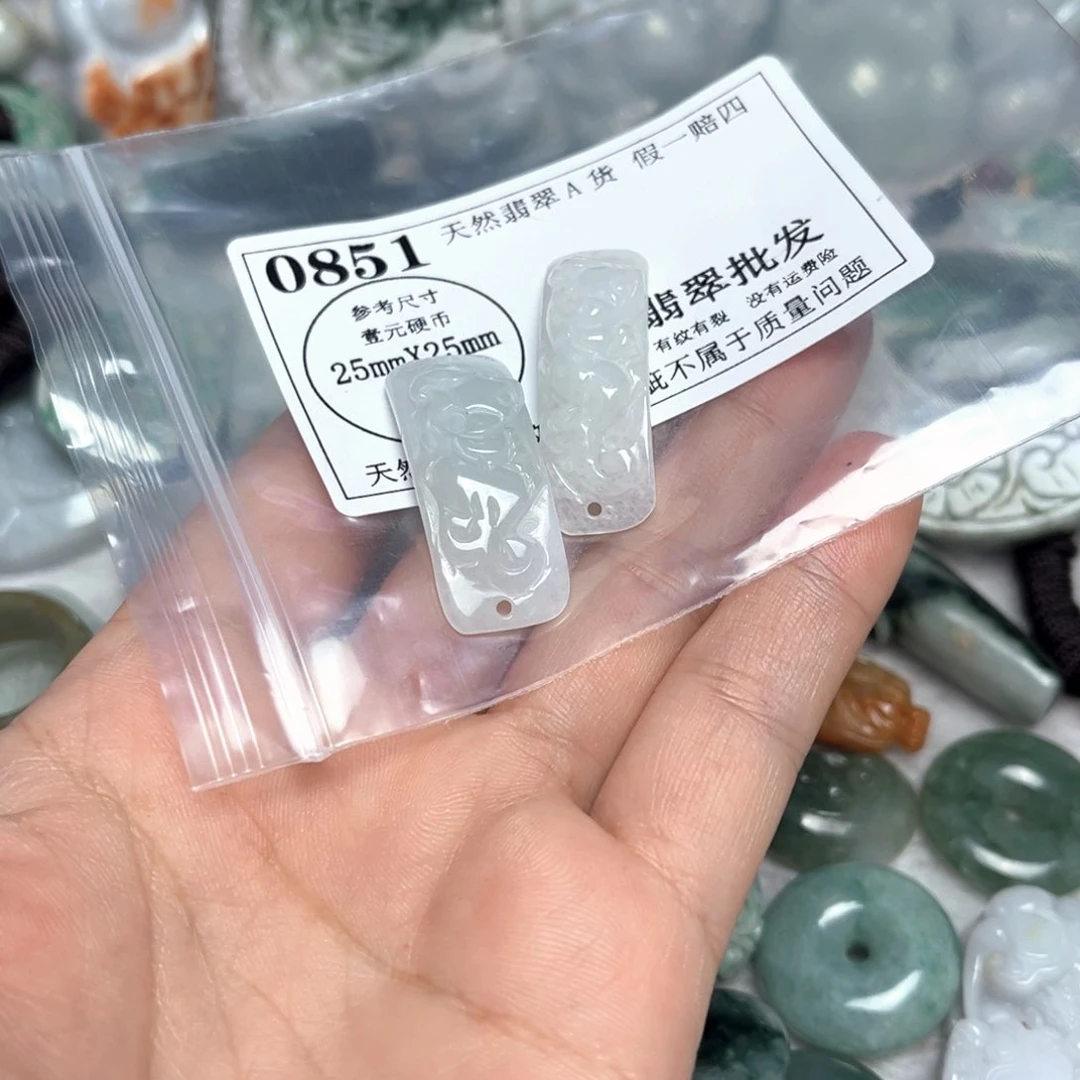 0851
天然翡翠A货 假一赔四
参考尺寸
壹元硬币
25mmX25mm
翡翠批发
有纹有裂 没有运费险
疵不属于质量问题
天然